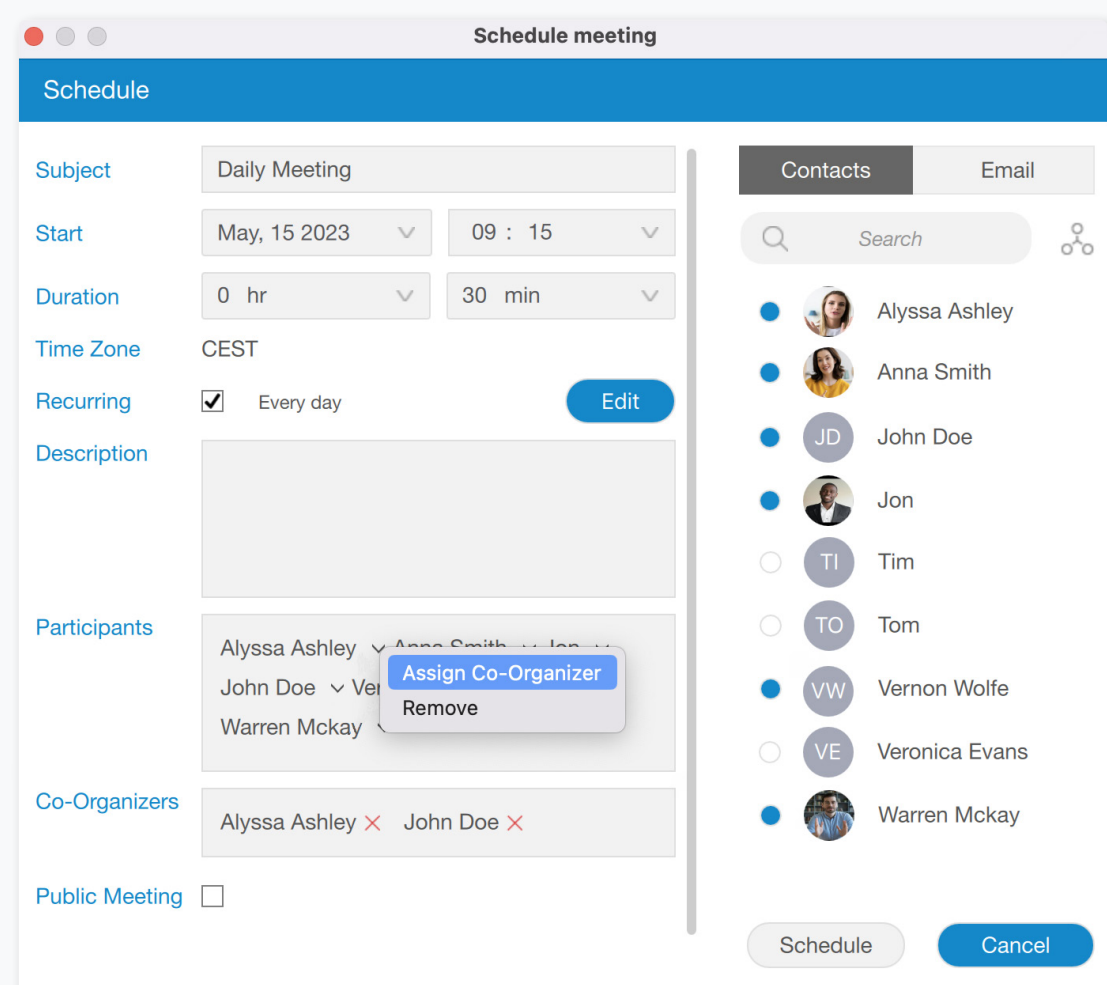 Schedule meeting
Schedule
Subject Daily Meeting
Start May, 15 2023 09 : 15
Duration 0 hr 30 min
Time Zone CEST
Recurring Every day Edit
Description
Participants
Alyssa Ashley Anna Smith Jon
John Doe
Warren Mckay
Assign Co-Organizer
Remove
Co-Organizers Alyssa Ashley John Doe
Public Meeting
Contacts Email
Search
Alyssa Ashley
Anna Smith
JD John Doe
Jon
TI Tim
TO Tom
VW Vernon Wolfe
VE Veronica Evans
Warren Mckay
Schedule Cancel